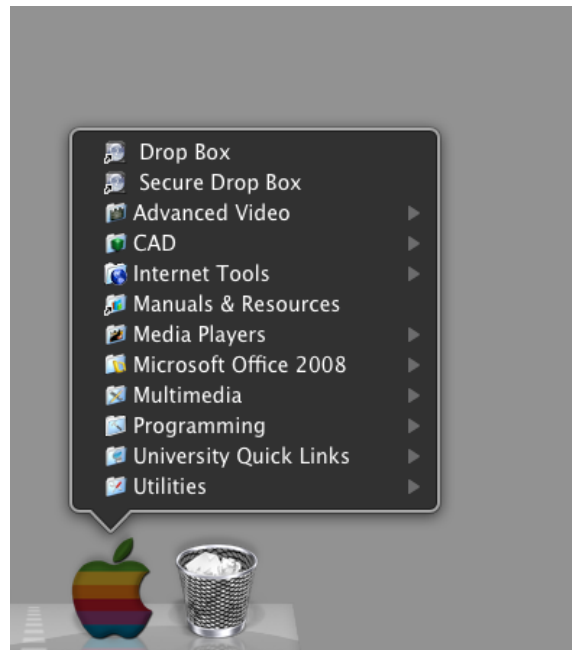 Drop Box
Secure Drop Box
Advanced Video
CAD
Internet Tools
Manuals & Resources
Media Players
Microsoft Office 2008
Multimedia
Programming
University Quick Links
Utilities